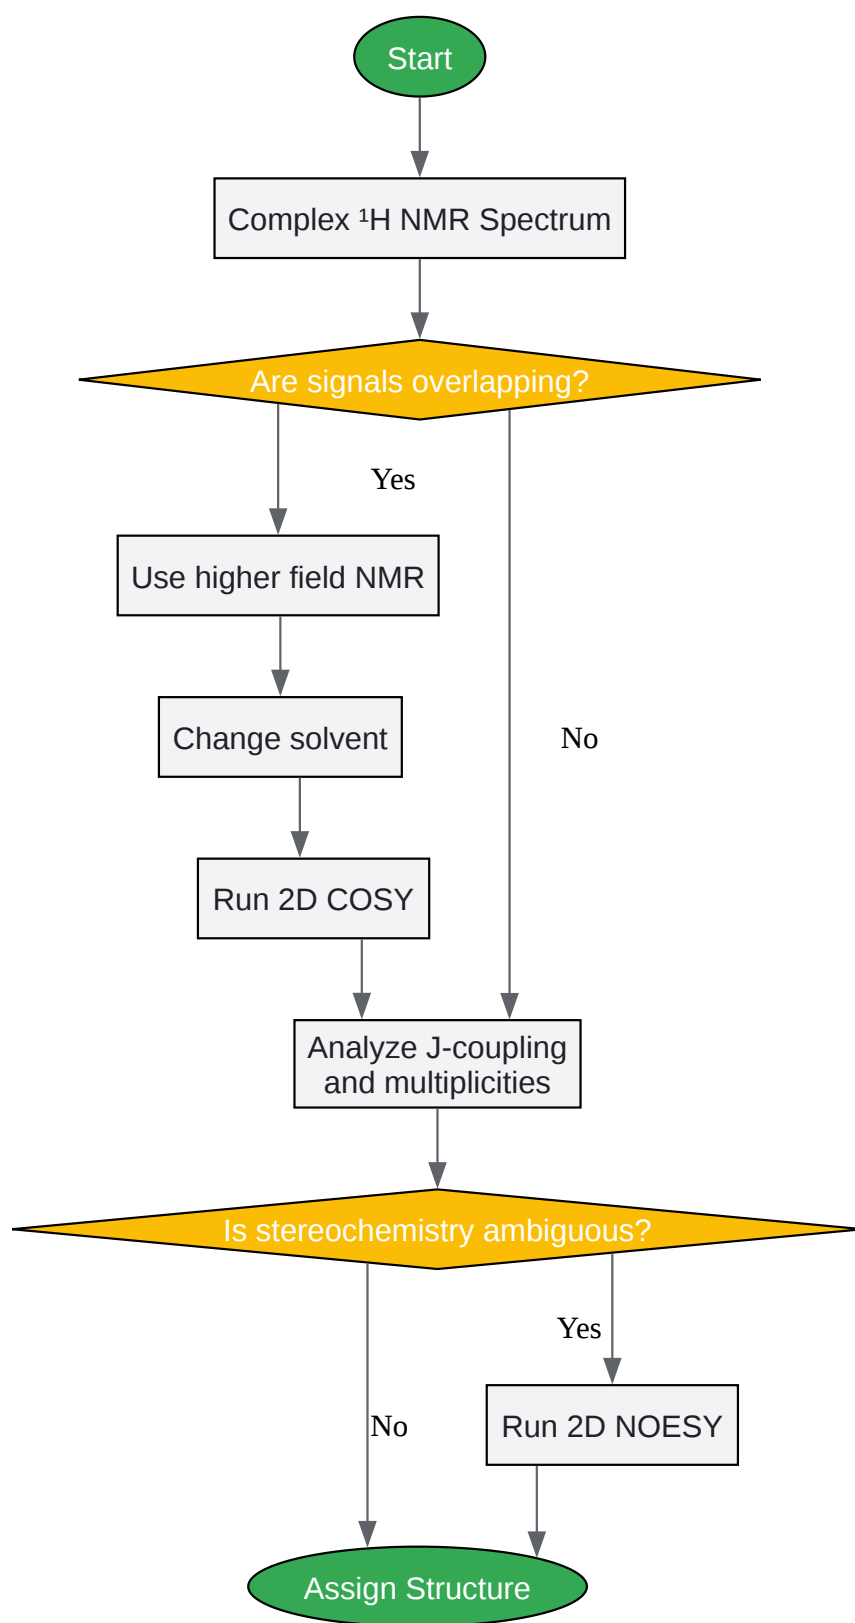 Start
Complex ¹H NMR Spectrum
Are signals overlapping?
Yes
Use higher field NMR
Change solvent
No
Run 2D COSY
Analyze J-coupling
and multiplicities
Is stereochemistry ambiguous?
Yes
No
Run 2D NOESY
Assign Structure